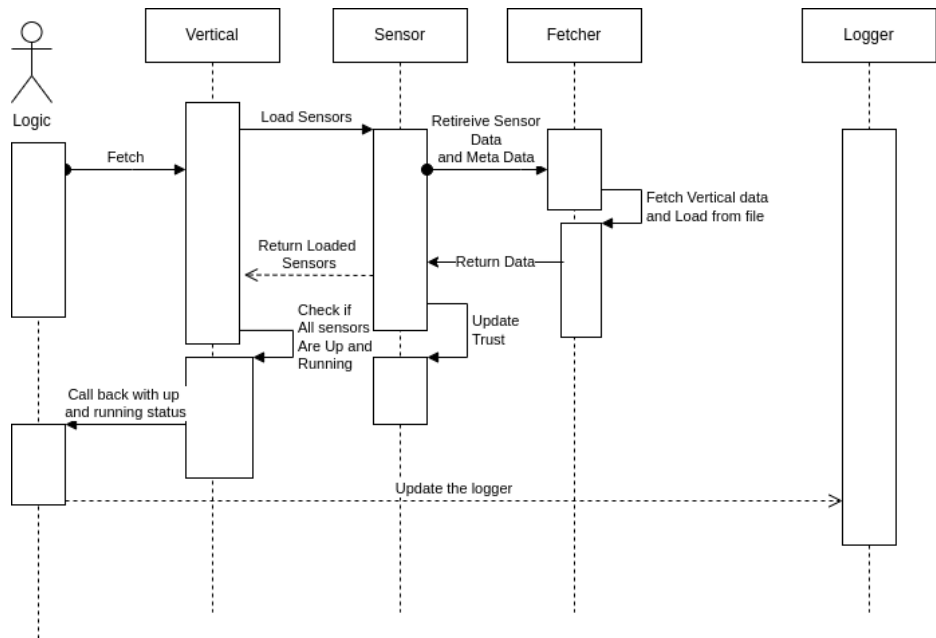 Vertical
Sensor
Fetcher
Logger
Logic
Load Sensors
Retireive Sensor
Data
and Meta Data
Fetch
Fetch Vertical data
and Load from file
Return Loaded
Sensors
Return Data
Check if
All sensors
Are Up and
Running
Update
Trust
Call back with up
and running status
Update the logger